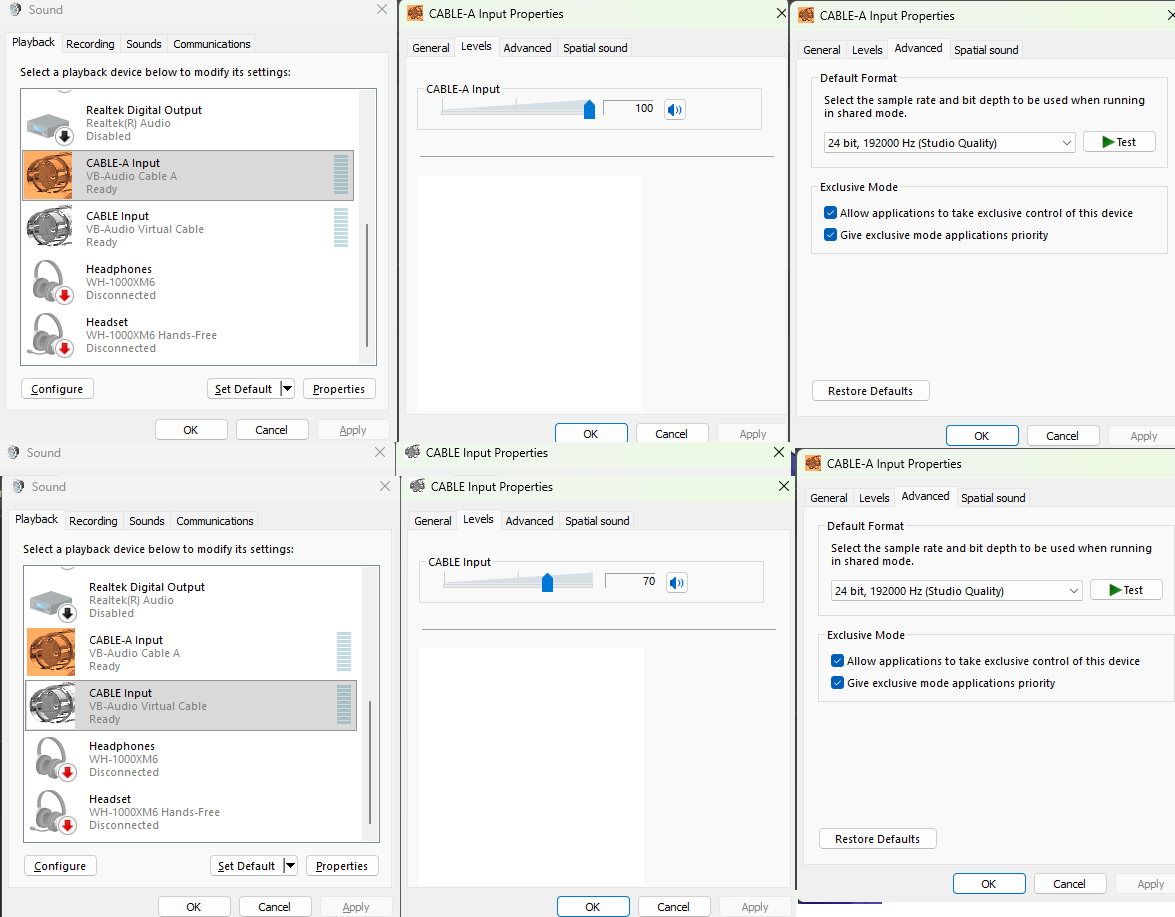 Sound
Playback
Recording
Sounds
Communications
Select a playback device below to modify its settings:
Realtek Digital Output
Realtek(R) Audio
Disabled
CABLE-A Input
VB-Audio Cable A
Ready
CABLE Input
VB-Audio Virtual Cable
Ready
Headphones
WH-1000XM6
Disconnected
Headset
WH-1000XM6 Hands-Free
Disconnected
Configure
Set Default
Properties
OK
Cancel
Apply
CABLE-A Input Properties
General
Levels
Advanced
Spatial sound
CABLE-A Input
100
OK
Cancel
Apply
CABLE-A Input Properties
General
Levels
Advanced
Spatial sound
Default Format
Select the sample rate and bit depth to be used when running
in shared mode.
24 bit, 192000 Hz (Studio Quality)
Test
Exclusive Mode
Allow applications to take exclusive control of this device
Give exclusive mode applications priority
Restore Defaults
OK
Cancel
Apply
Sound
CABLE Input Properties
Sound
Playback
Recording
Sounds
Communications
Select a playback device below to modify its settings:
Realtek Digital Output
Realtek(R) Audio
Disabled
CABLE-A Input
VB-Audio Cable A
Ready
CABLE Input
VB-Audio Virtual Cable
Ready
Headphones
WH-1000XM6
Disconnected
Headset
WH-1000XM6 Hands-Free
Disconnected
Configure
Set Default
Properties
OK
Cancel
Apply
CABLE Input Properties
General
Levels
Advanced
Spatial sound
CABLE Input
70
OK
Cancel
Apply
CABLE-A Input Properties
General
Levels
Advanced
Spatial sound
Default Format
Select the sample rate and bit depth to be used when running
in shared mode.
24 bit, 192000 Hz (Studio Quality)
Test
Exclusive Mode
Allow applications to take exclusive control of this device
Give exclusive mode applications priority
Restore Defaults
OK
Cancel
Apply